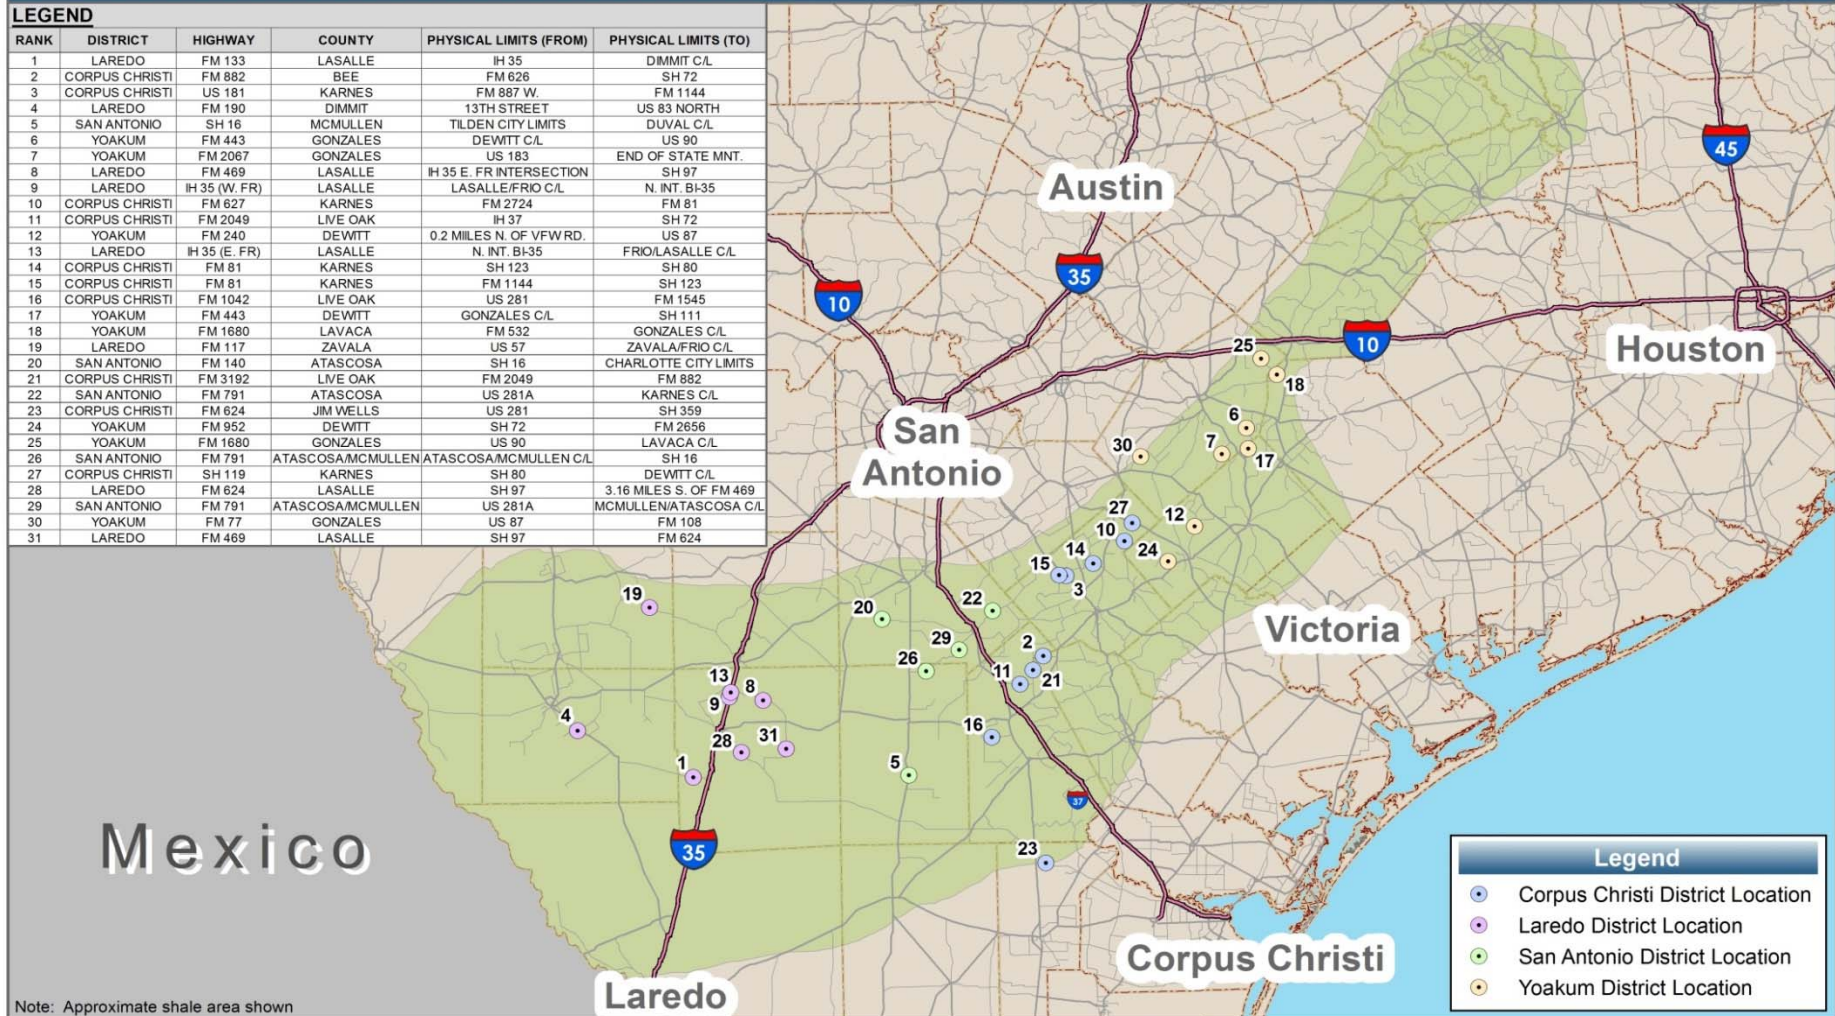 LEGEND
RANK DISTRICT HIGHWAY COUNTY PHYSICAL LIMITS (FROM) PHYSICAL LIMITS (TO)
1 LAREDO FM 133 LASALLE IH 35 DIMMIT C/L
2 CORPUS CHRISTI FM 882 BEE FM 626 SH 72
3 CORPUS CHRISTI US 181 KARNES FM 887 W. FM 1144
4 LAREDO FM 190 DIMMIT 13TH STREET US 83 NORTH
5 SAN ANTONIO SH 16 MCMULLEN TILDEN CITY LIMITS DUVAL C/L
6 YOAKUM FM 443 GONZALES DEWITT C/L US 90
7 YOAKUM FM 2067 GONZALES US 183 END OF STATE MNT.
8 LAREDO FM 469 LASALLE IH 35 E. FR INTERSECTION SH 97
9 LAREDO IH 35 (W. FR) LASALLE LASALLE/FRIO C/L N. INT. BI-35
10 CORPUS CHRISTI FM 627 KARNES FM 2724 FM 81
11 CORPUS CHRISTI FM 2049 LIVE OAK IH 37 SH 72
12 YOAKUM FM 240 DEWITT 0.2 MIILES N. OF VFW RD. US 87
13 LAREDO IH 35 (E. FR) LASALLE N. INT. BI-35 FRIO/LASALLE C/L
14 CORPUS CHRISTI FM 81 KARNES SH 123 SH 80
15 CORPUS CHRISTI FM 81 KARNES FM 1144 SH 123
16 CORPUS CHRISTI FM 1042 LIVE OAK US 281 FM 1545
17 YOAKUM FM 443 DEWITT GONZALES C/L SH 111
18 YOAKUM FM 1680 LAVACA FM 532 GONZALES C/L
19 LAREDO FM 117 ZAVALA US 57 ZAVALA/FRIO C/L
20 SAN ANTONIO FM 140 ATASCOSA SH 16 CHARLOTTE CITY LIMITS
21 CORPUS CHRISTI FM 3192 LIVE OAK FM 2049 FM 882
22 SAN ANTONIO FM 791 ATASCOSA US 281A KARNES C/L
23 CORPUS CHRISTI FM 624 JIM WELLS US 281 SH 359
24 YOAKUM FM 952 DEWITT SH 72 FM 2656
25 YOAKUM FM 1680 GONZALES US 90 LAVACA C/L
26 SAN ANTONIO FM 791 ATASCOSA/MCMULLEN ATASCOSA/MCMULLEN C/L SH 16
27 CORPUS CHRISTI SH 119 KARNES SH 80 DEWITT C/L
28 LAREDO FM 624 LASALLE SH 97 3.16 MILES S. OF FM 469
29 SAN ANTONIO FM 791 ATASCOSA/MCMULLEN US 281A MCMULLEN/ATASCOSA C/L
30 YOAKUM FM 77 GONZALES US 87 FM 108
31 LAREDO FM 469 LASALLE SH 97 FM 624
45
Austin
35
10
10
Houston
25
18
San
Antonio
6
30
7
17
27
12
10
14
24
15
3
19
20
22
Victoria
29
2
26
11
21
13
8
9
4
16
28
31
1
5
37
Mexico
35
23
Corpus Christi
Laredo
Note: Approximate shale area shown
Legend
Corpus Christi District Location
Laredo District Location
San Antonio District Location
Yoakum District Location